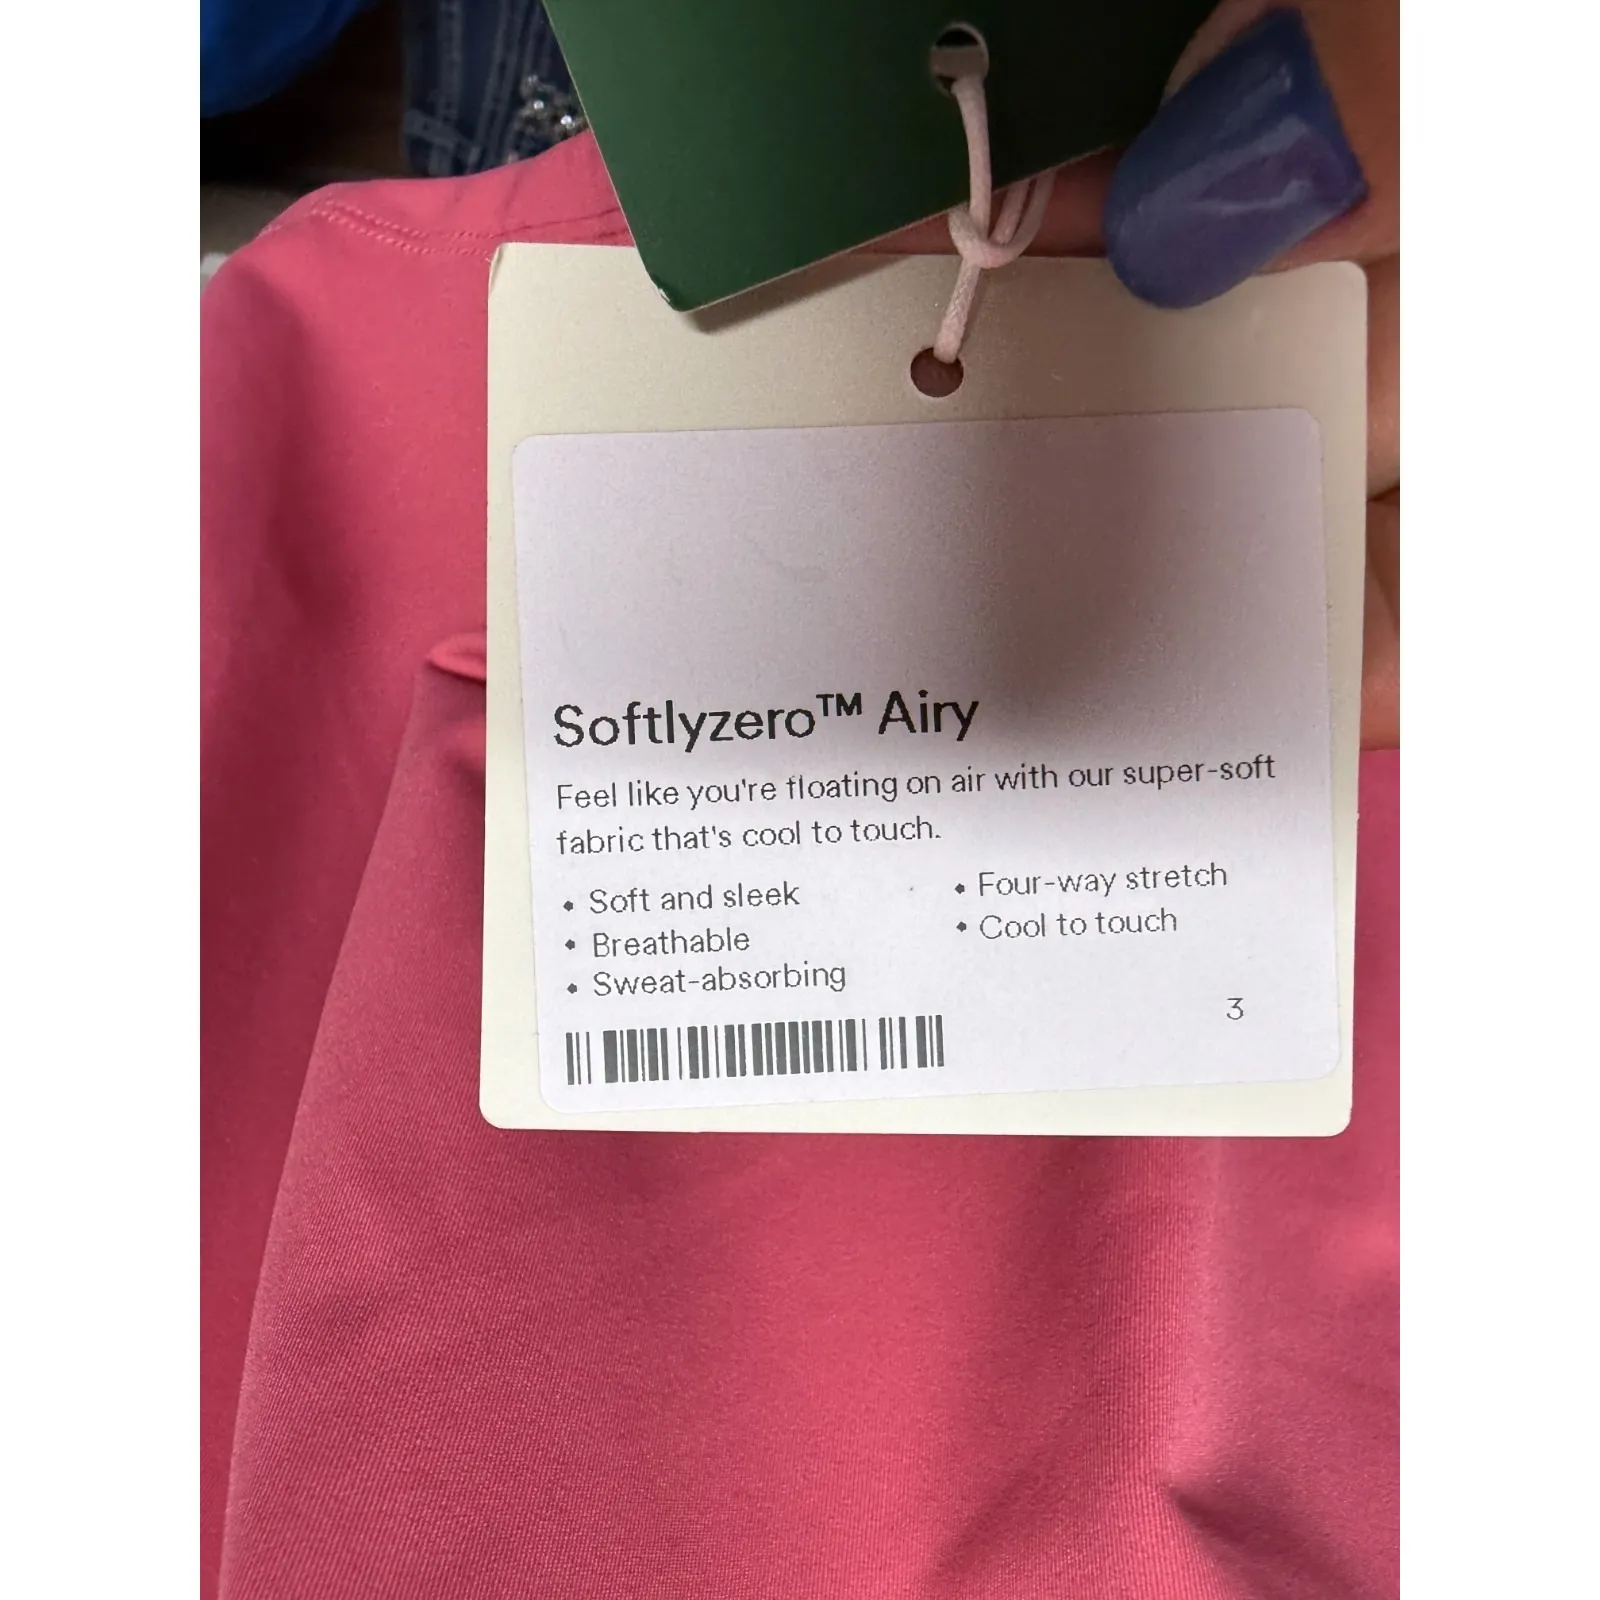 Softlyzero™ Airy
Feel like you're floating on air with our super-soft
fabric that's cool to touch.
• Soft and sleek
• Breathable
• Sweat-absorbing
• Four-way stretch
• Cool to touch
3